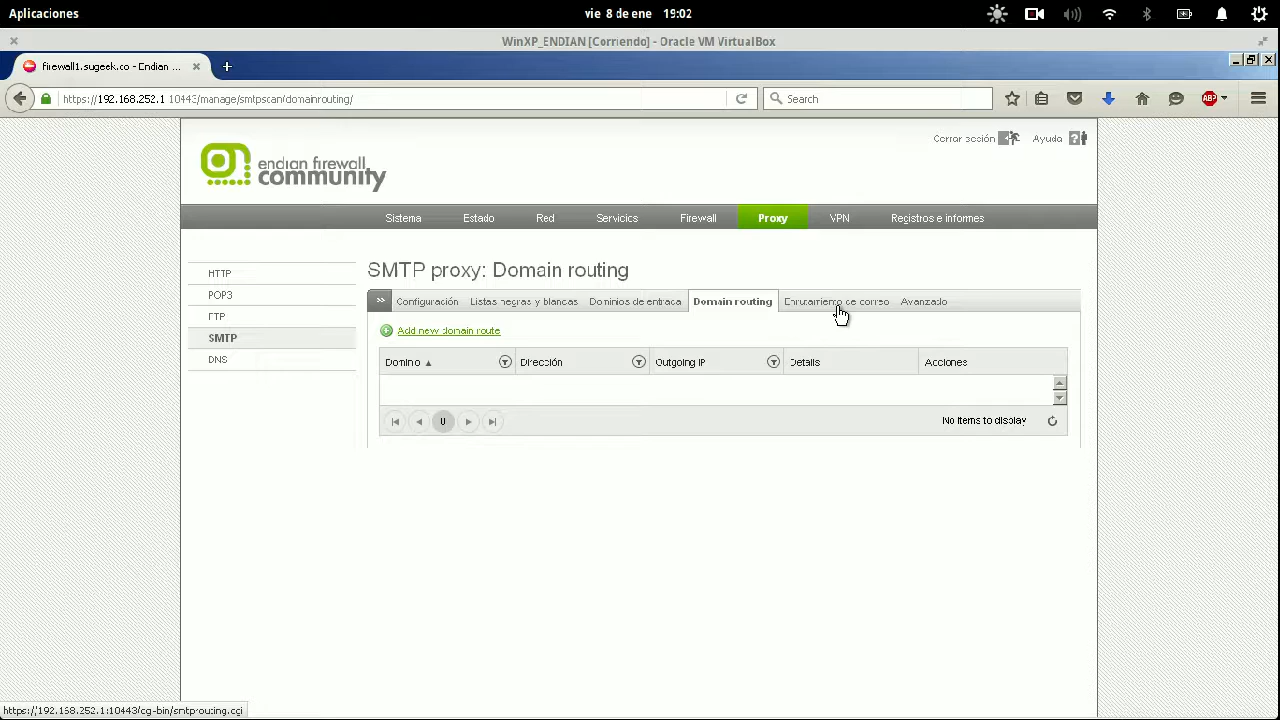 Aplicaciones
vie 8 de ene 19:02
WinXP_ENDIAN [Corriendo] - Oracle VM VirtualBox
firewall1.sugeek.co - Endian ...
https://192.168.252.1:10443/manage/smtpscan/domainrouting/
Search
ABP
Cerrar sesión
Ayuda
endian firewall
community
Sistema
Estado
Red
Servicios
Firewall
Proxy
VPN
Registros e informes
HTTP
POP3
FTP
SMTP
DNS
SMTP proxy: Domain routing
>>
Configuración
Listas negras y blancas
Dominios de entrada
Domain routing
Enrutamiento de correo
Avanzado
Add new domain route
Dominio
Dirección
Outgoing IP
Details
Acciones
0
No items to display
https://192.168.252.1:10443/cgi-bin/smtprouting.cgi